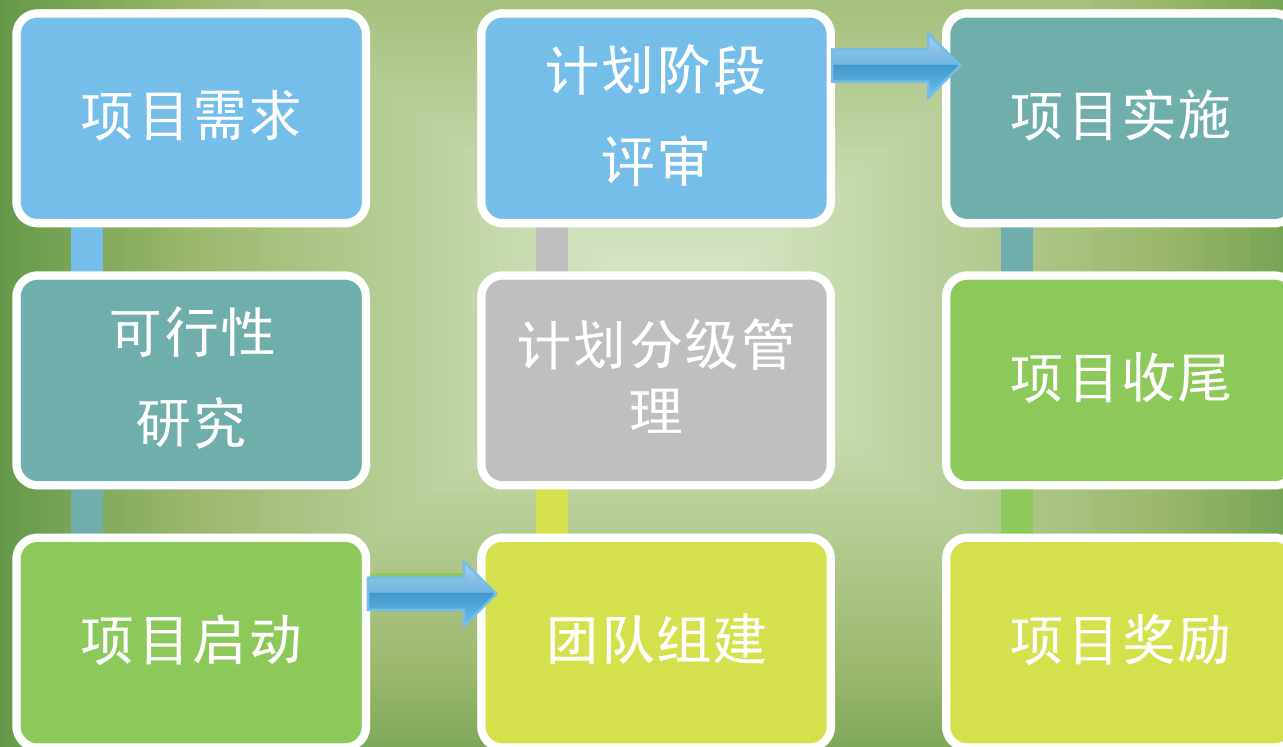 项目需求
计划阶段
评审
项目实施
可行性
研究
计划分级管
理
项目收尾
项目启动
团队组建
项目奖励